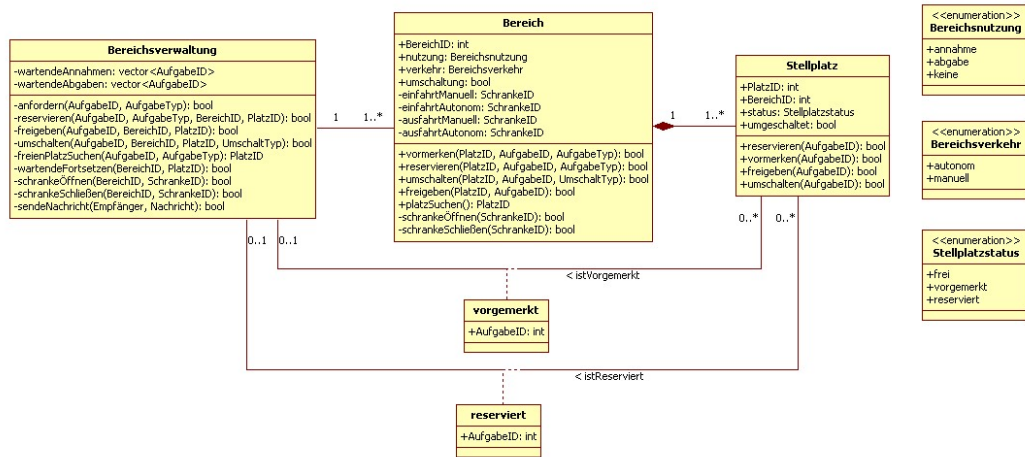 Bereichsverwaltung
-wartendeAnnahmen: vector<AufgabeID>
-wartendeAbgaben: vector<AufgabeID>
-anfordern(AufgabeID, AufgabeTyp): bool
-reservieren(AufgabeID, AufgabeTyp, BereichID, PlatzID): bool
-freigeben(AufgabeID, BereichID, PlatzID): bool
-umschalten(AufgabeID, BereichID, PlatzID, UmschaltTyp): bool
-freienPlatzSuchen(AufgabeID, AufgabeTyp): PlatzID
-wartendeFortsetzen(BereichID, PlatzID): bool
-schrankeÖffnen(BereichID, SchrankeID): bool
-schrankeSchließen(BereichID, SchrankeID): bool
-sendeNachricht(Empfänger, Nachricht): bool
1
1..*
Bereich
+BereichID: int
+nutzung: Bereichsnutzung
+verkehr: Bereichsverkehr
+umschaltung: bool
-einfahrtManuell: SchrankeID
-einfahrtAutonom: SchrankeID
-ausfahrtManuell: SchrankeID
-ausfahrtAutonom: SchrankeID
+vormerken(PlatzID, AufgabeID, AufgabeTyp): bool
+reservieren(PlatzID, AufgabeID, AufgabeTyp): bool
+umschalten(PlatzID, AufgabeID, UmschaltTyp): bool
+freigeben(PlatzID, AufgabeID): bool
+platzSuchen(): PlatzID
-schrankeÖffnen(SchrankeID): bool
-schrankeSchließen(SchrankeID): bool
1
1..*
Stellplatz
+PlatzID: int
+BereichID: int
+status: Stellplatzstatus
+umgeschaltet: bool
+reservieren(AufgabeID): bool
+vormerken(AufgabeID): bool
+freigeben(AufgabeID): bool
+umschalten(AufgabeID): bool
<<enumeration>>
Bereichsnutzung
+annahme
+abgabe
+keine
<<enumeration>>
Bereichsverkehr
+autonom
+manuell
<<enumeration>>
Stellplatzstatus
+frei
+vorgemerkt
+reserviert
0..1
0..1
0..*
0..*
< istVorgemerkt
vorgemerkt
+AufgabeID: int
< istReserviert
reserviert
+AufgabeID: int